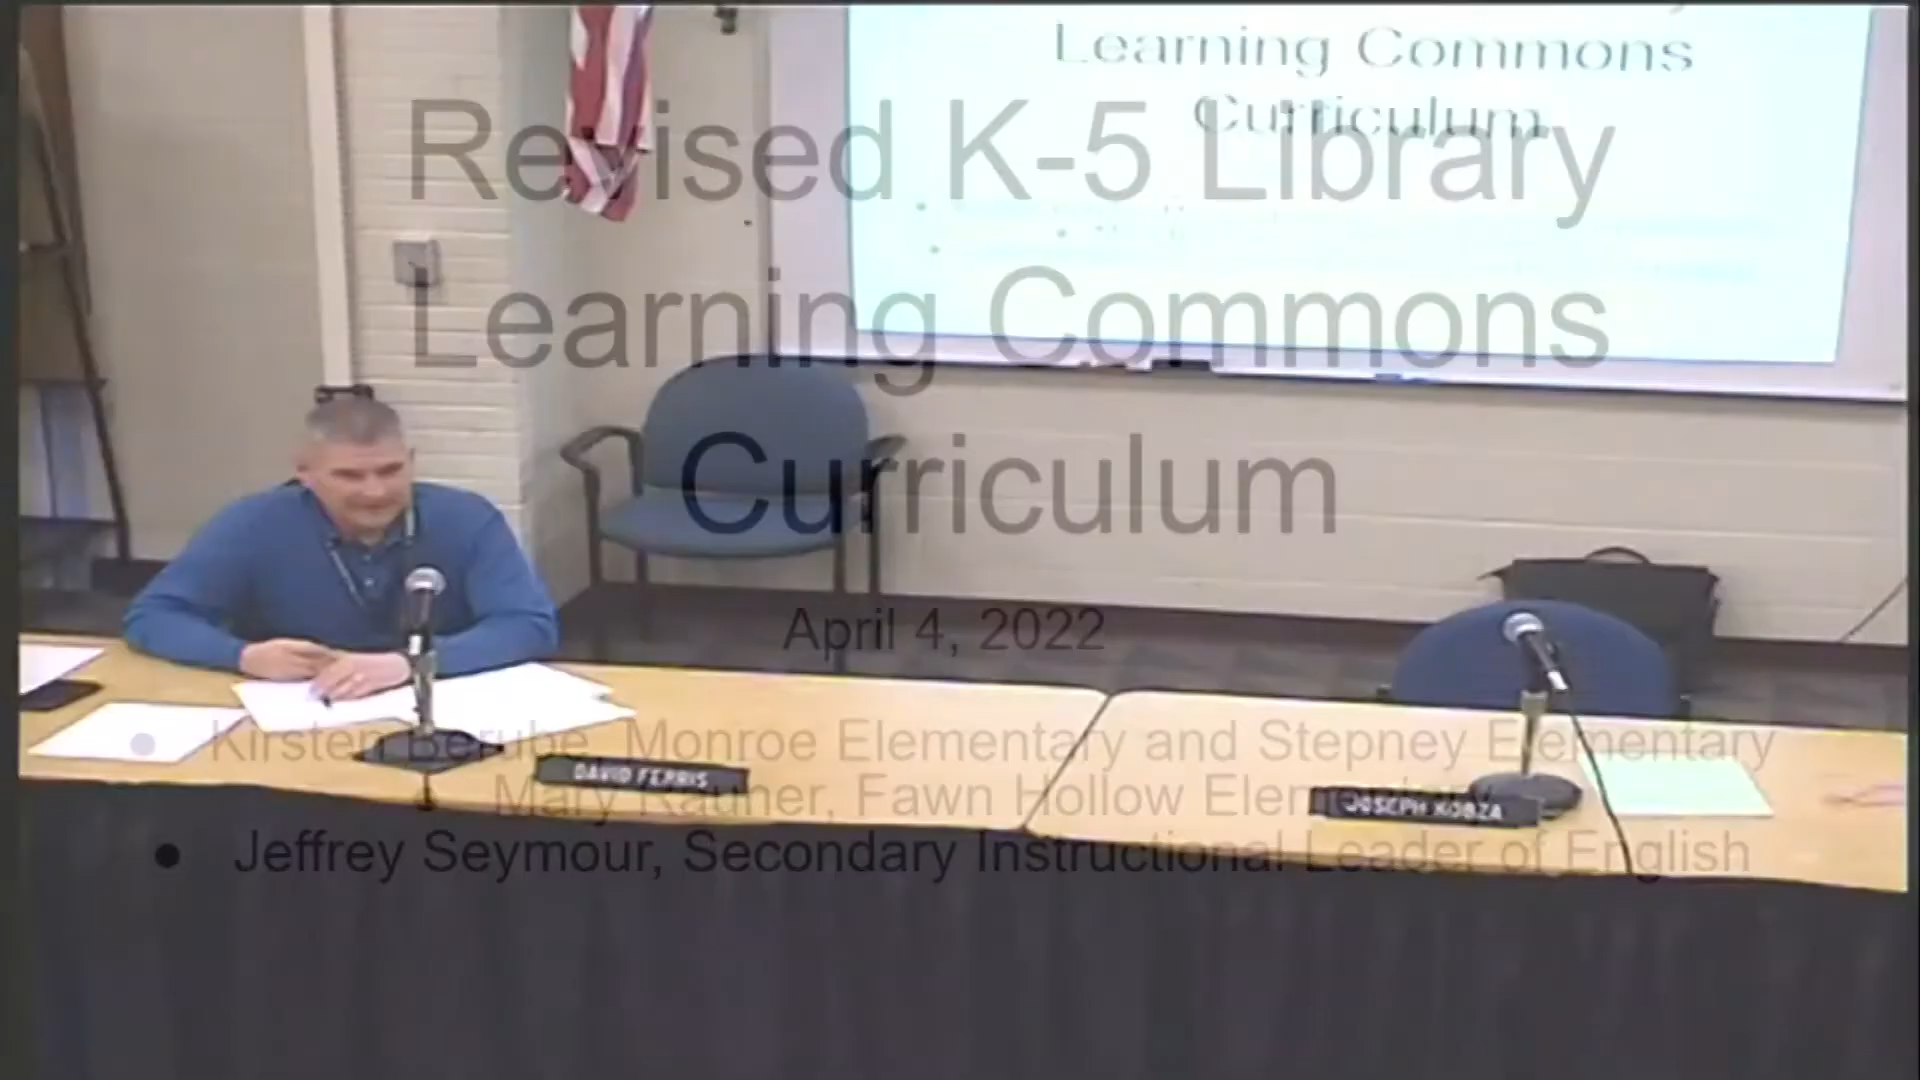 Learning Commons
Curriculum
Revised K-5 Library
Learning Commons
Curriculum
April 4, 2022
Kirsten Berube, Monroe Elementary and Stepney Elementary
Mary Rauner, Fawn Hollow Elementary
Jeffrey Seymour, Secondary Instructional Leader of English
DAVID FERRIS
JOSEPH KOBZA